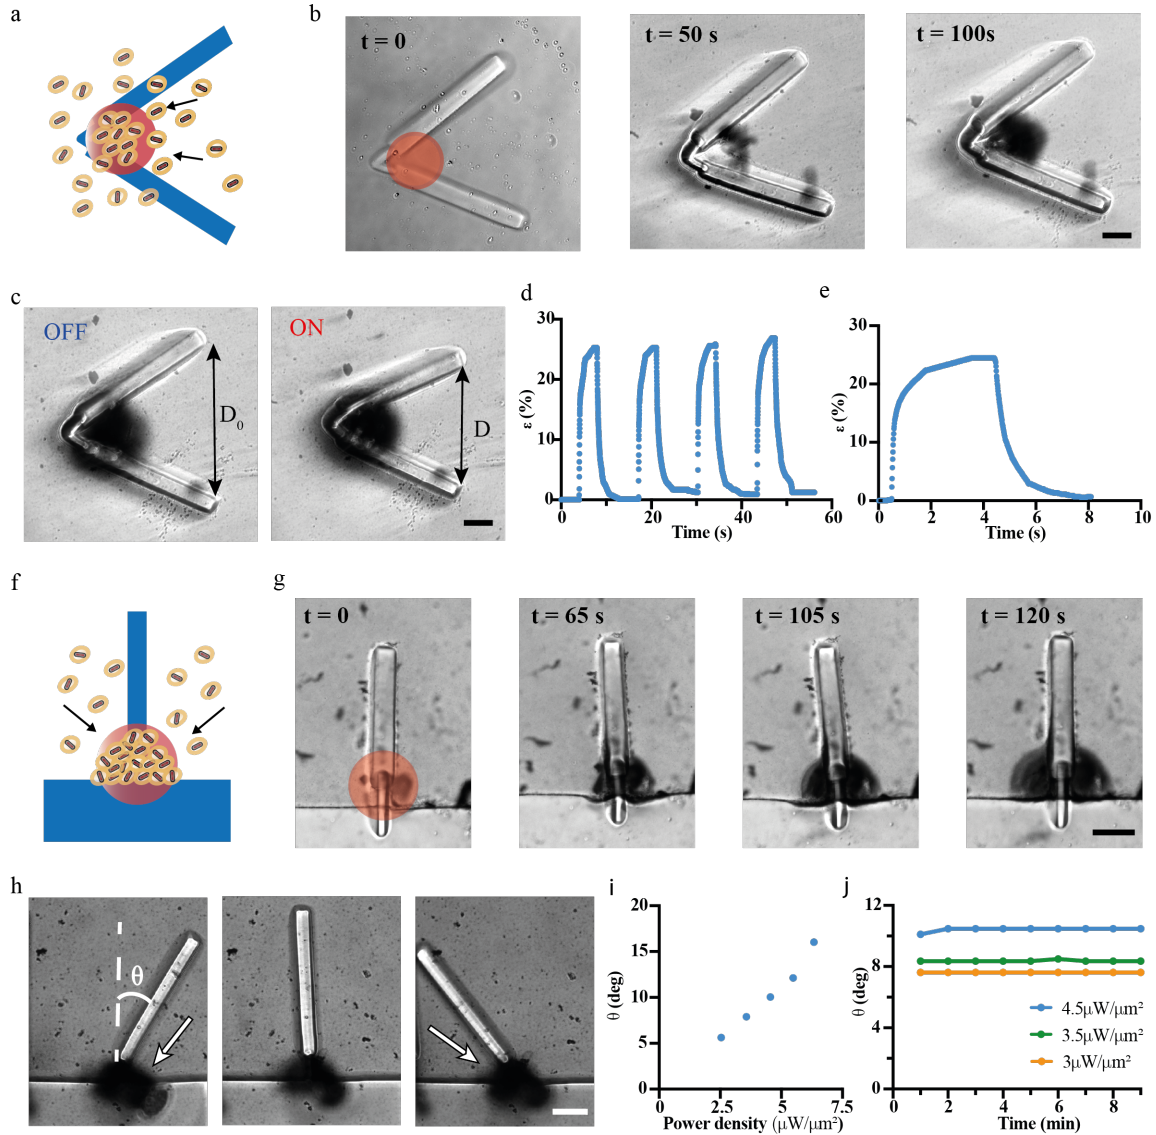 a
b
t = 0
t = 50 s
t = 100s
c
OFF
D₀
ON
D
d
30
20
10
0
ε (%)
0
20
40
60
Time (s)
e
30
20
10
0
ε (%)
0
2
4
6
8
10
Time (s)
f
g
t = 0
t = 65 s
t = 105 s
t = 120 s
h
θ
i
20
15
10
5
0
θ (deg)
2.5
5.0
7.5
Power density (μW/μm²)
j
12
8
4
0
θ (deg)
4.5μW/μm²
3.5μW/μm²
3μW/μm²
0
2
4
6
8
Time (min)